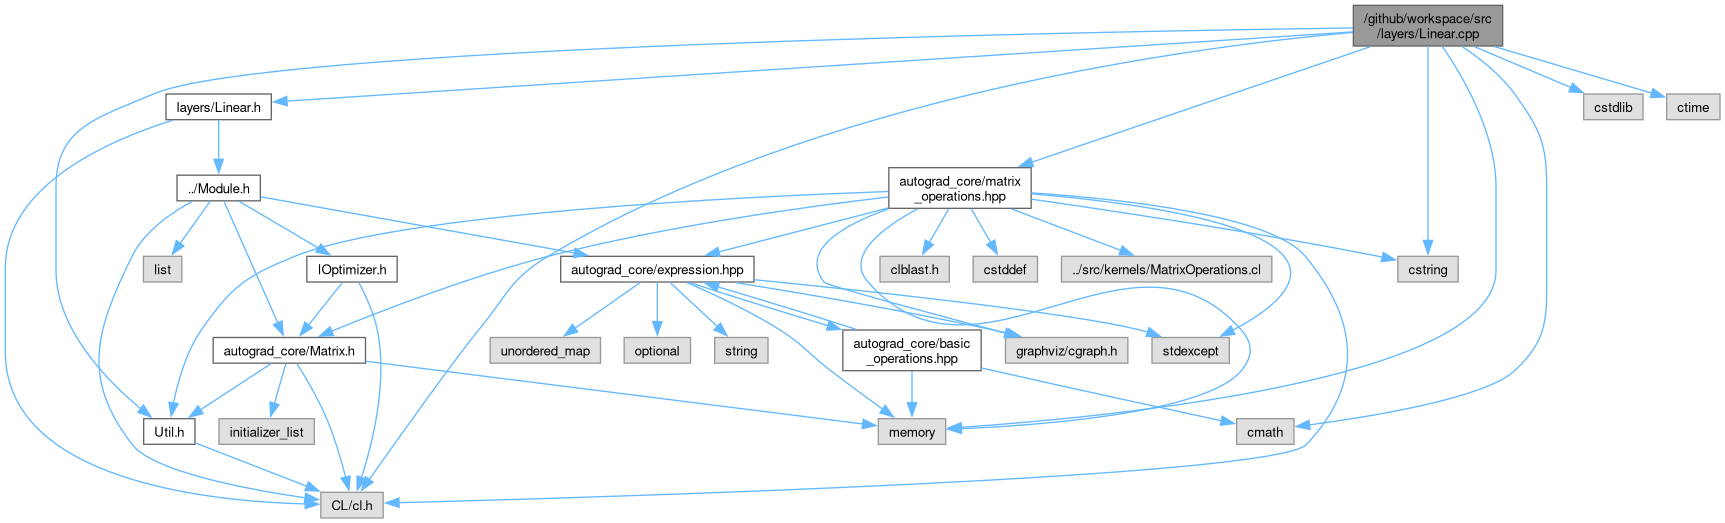 /github/workspace/src
/layers/Linear.cpp
layers/Linear.h
cstdlib
ctime
../Module.h
autograd_core/matrix
_operations.hpp
list
IOptimizer.h
autograd_core/expression.hpp
clblast.h
cstddef
../src/kernels/MatrixOperations.cl
cstring
autograd_core/Matrix.h
unordered_map
optional
string
autograd_core/basic
_operations.hpp
graphviz/cgraph.h
stdexcept
Util.h
initializer_list
memory
cmath
CL/cl.h